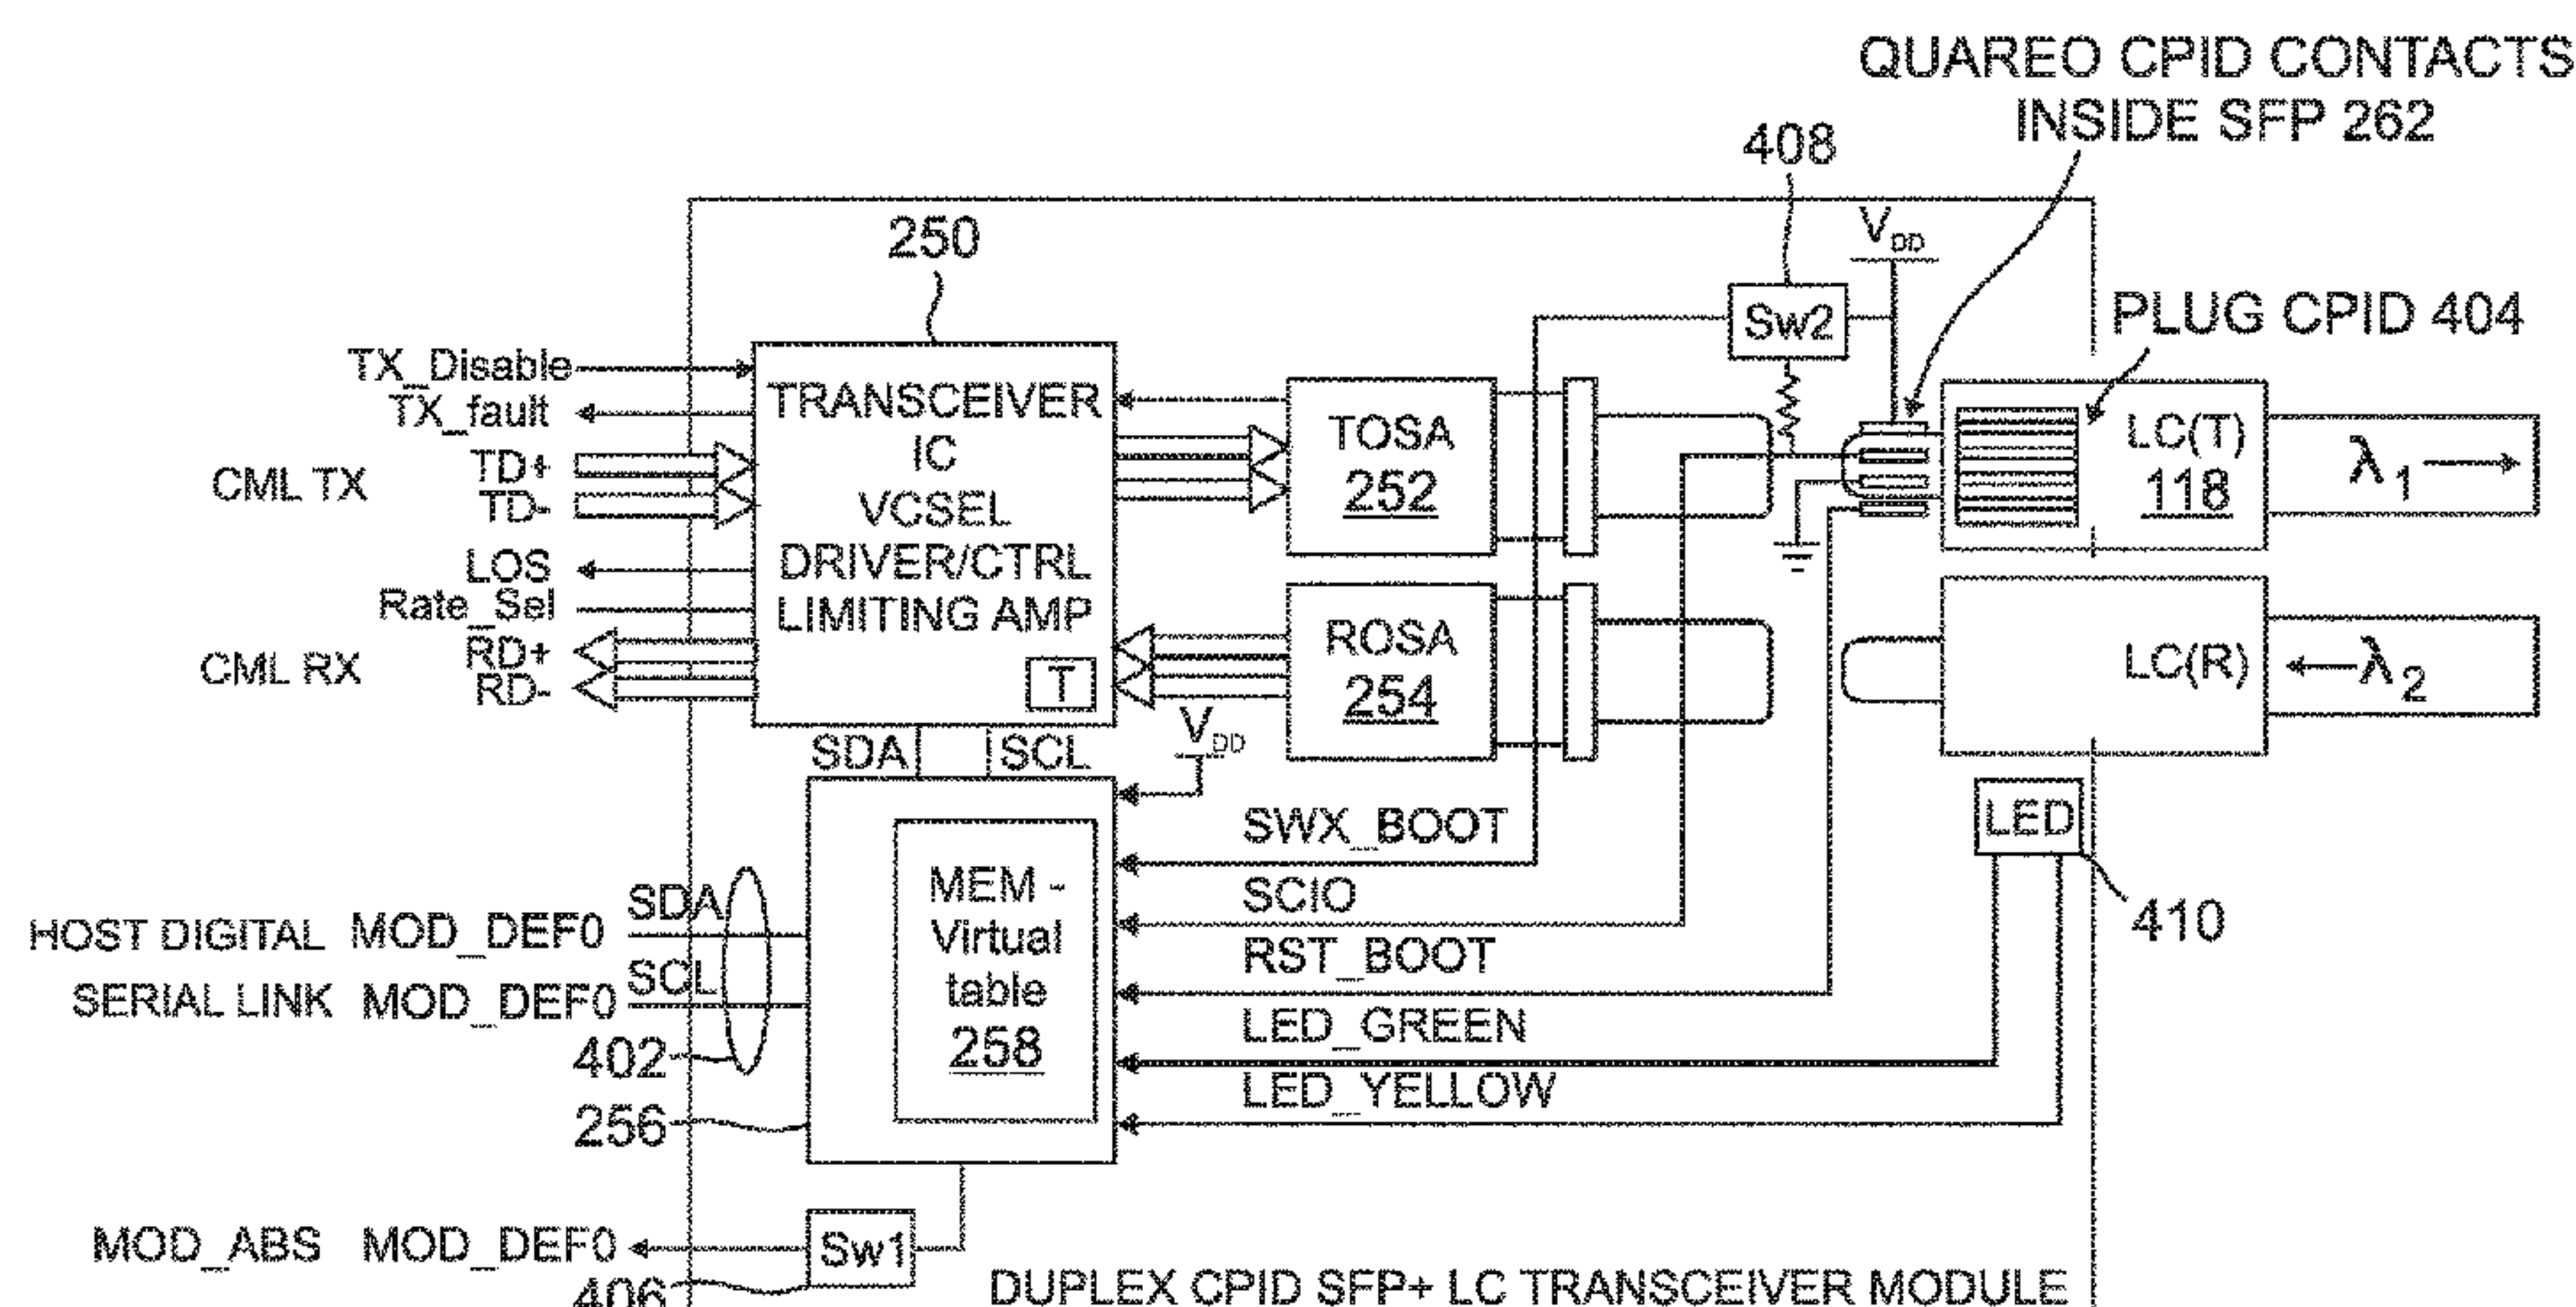 QUAREO CPID CONTACTS
INSIDE SFP 262
408
250
V_DD
Sw2
PLUG CPID 404
TX_Disable
TX_fault
CML TX
TD+
TD-
LOS
Rate_Sel
CML RX
RD+
RD-
TRANSCEIVER
IC
VCSEL
DRIVER/CTRL
LIMITING AMP
T
TOSA
252
ROSA
254
LC(T)
118
λ1
LC(R)
λ2
SDA
SCL
V_DD
LED
410
SWX_BOOT
SCIO
RST_BOOT
LED_GREEN
LED_YELLOW
MEM -
Virtual
table
258
HOST DIGITAL MOD_DEF0 SDA
SERIAL LINK MOD_DEF0 SCL
402
256
MOD_ABS MOD_DEF0
Sw1
406
DUPLEX CPID SFP+ LC TRANSCEIVER MODULE